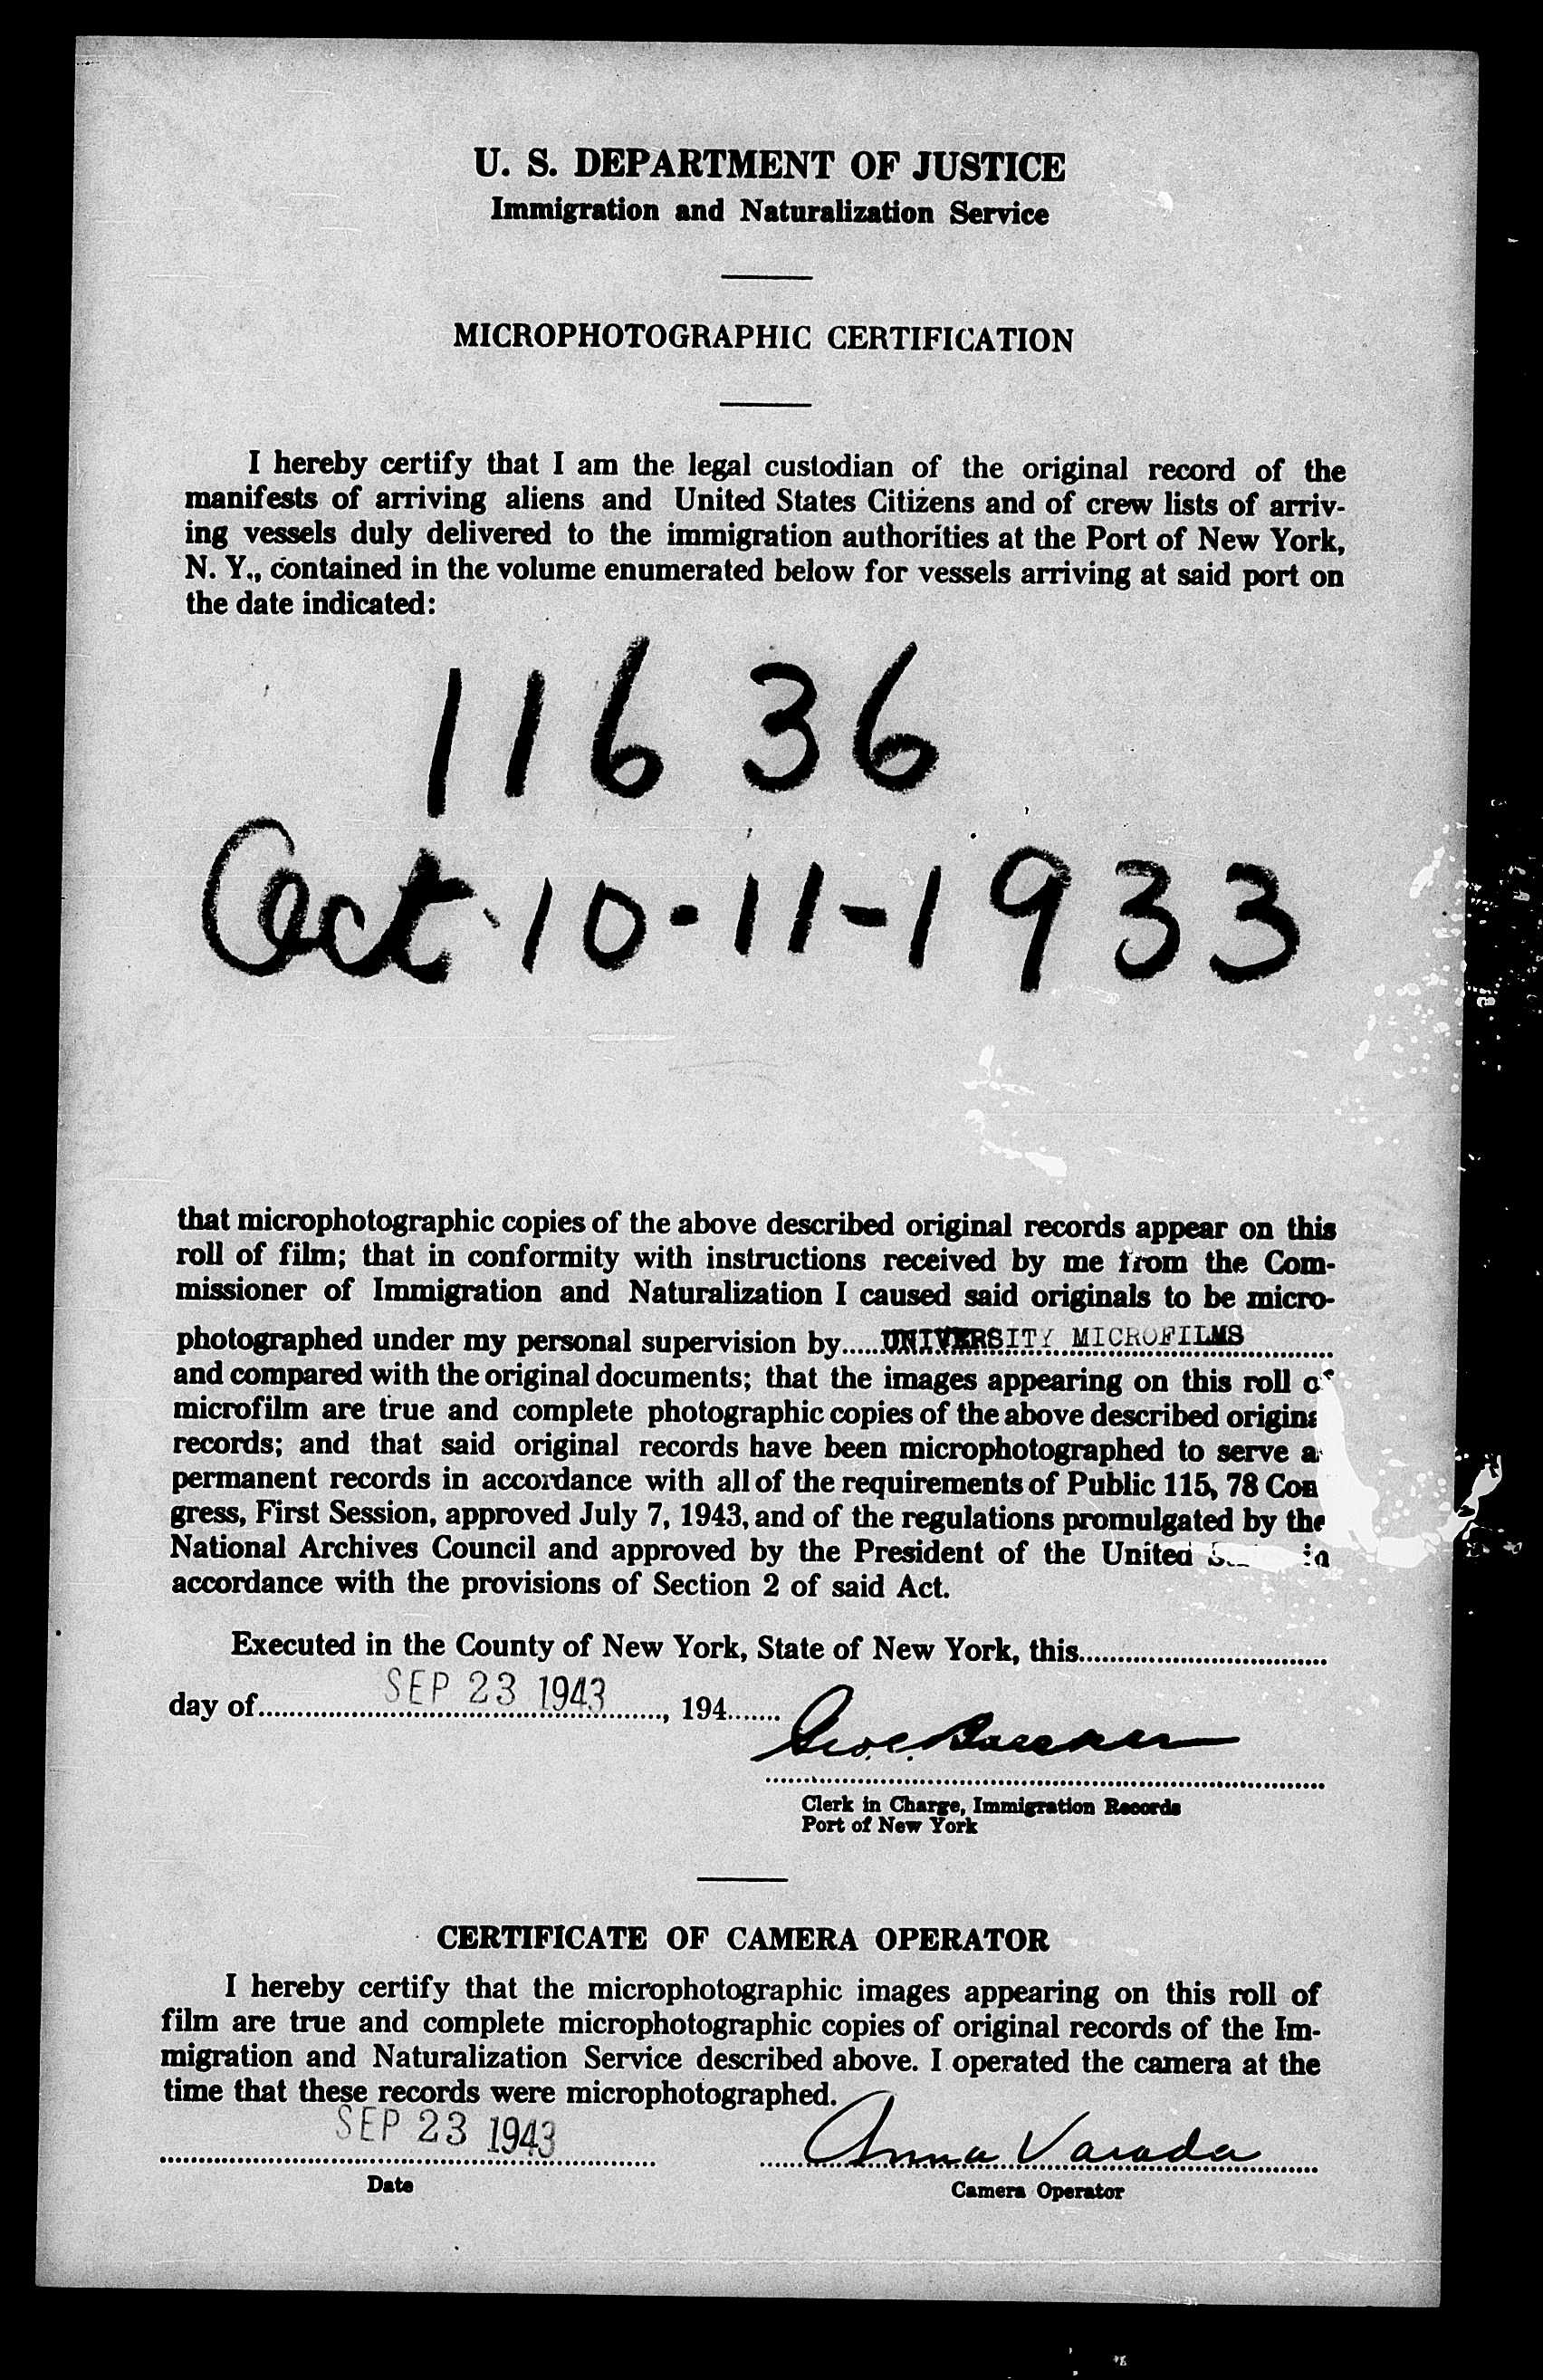 U. S. DEPARTMENT OF JUSTICE
Immigration and Naturalization Service
MICROPHOTOGRAPHIC CERTIFICATION
I hereby certify that I am the legal custodian of the original record of the
manifests of arriving aliens and United States Citizens and of crew lists of arriv-
ing vessels duly delivered to the immigration authorities at the Port of New York,
N. Y., contained in the volume enumerated below for vessels arriving at said port on
the date indicated:
11636
Oct. 10-11-1933
that microphotographic copies of the above described original records appear on this
roll of film; that in conformity with instructions received by me from the Com-
missioner of Immigration and Naturalization I caused said originals to be micro-
photographed under my personal supervision by.....UNIVERSITY MICROFILMS
and compared with the original documents; that the images appearing on this roll of
microfilm are true and complete photographic copies of the above described origina
records; and that said original records have been microphotographed to serve a
permanent records in accordance with all of the requirements of Public 115, 78 Con
gress, First Session, approved July 7, 1943, and of the regulations promulgated by the
National Archives Council and approved by the President of the United in
accordance with the provisions of Section 2 of said Act.
Executed in the County of New York, State of New York, this
day of SEP 23 1943, 194
Clerk in Charge, Immigration Records
Port of New York
CERTIFICATE OF CAMERA OPERATOR
I hereby certify that the microphotographic images appearing on this roll of
film are true and complete microphotographic copies of original records of the Im-
migration and Naturalization Service described above. I operated the camera at the
time that these records were microphotographed.
SEP 23 1943 Anna Varada
Date Camera Operator